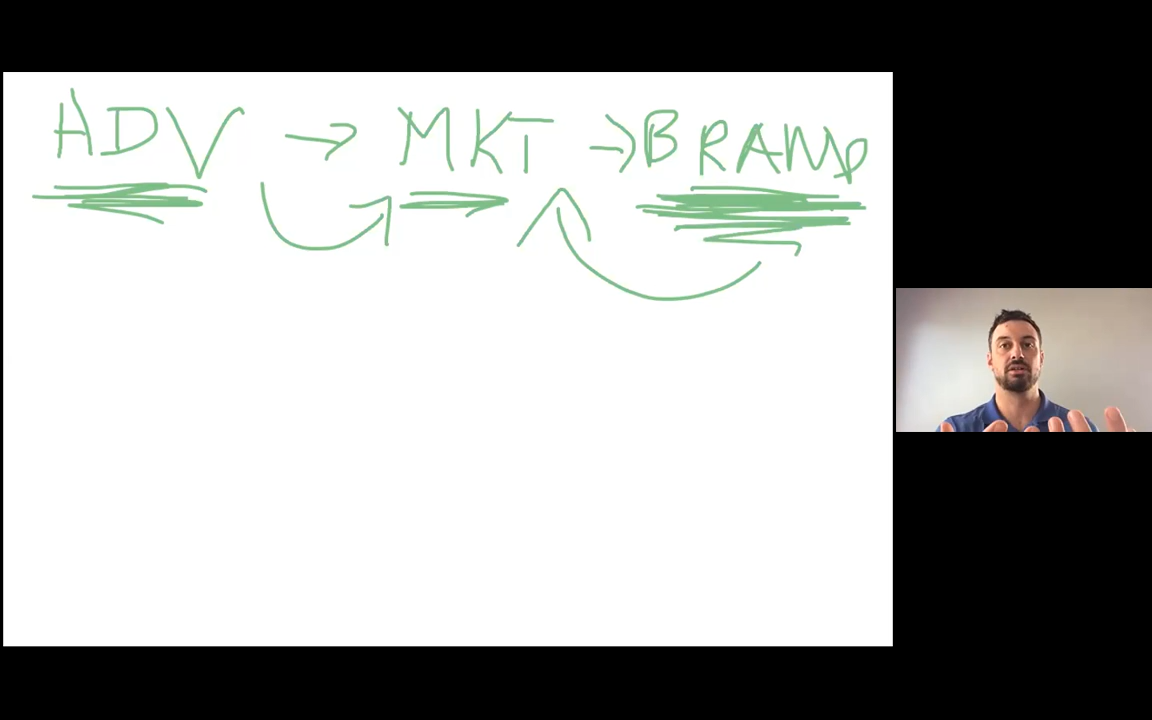 ADV → MKT → BRAND